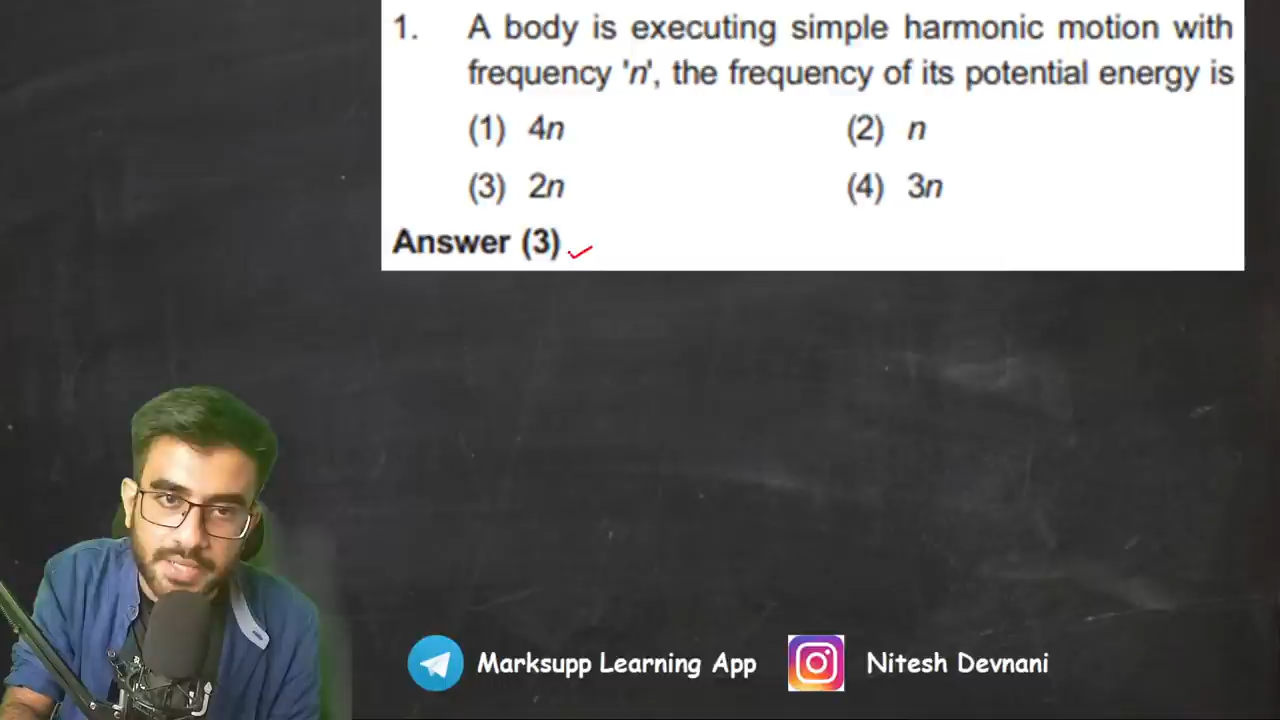 1. A body is executing simple harmonic motion with
frequency 'n', the frequency of its potential energy is
(1) 4n (2) n
(3) 2n (4) 3n
Answer (3)
Marksupp Learning App Nitesh Devnani